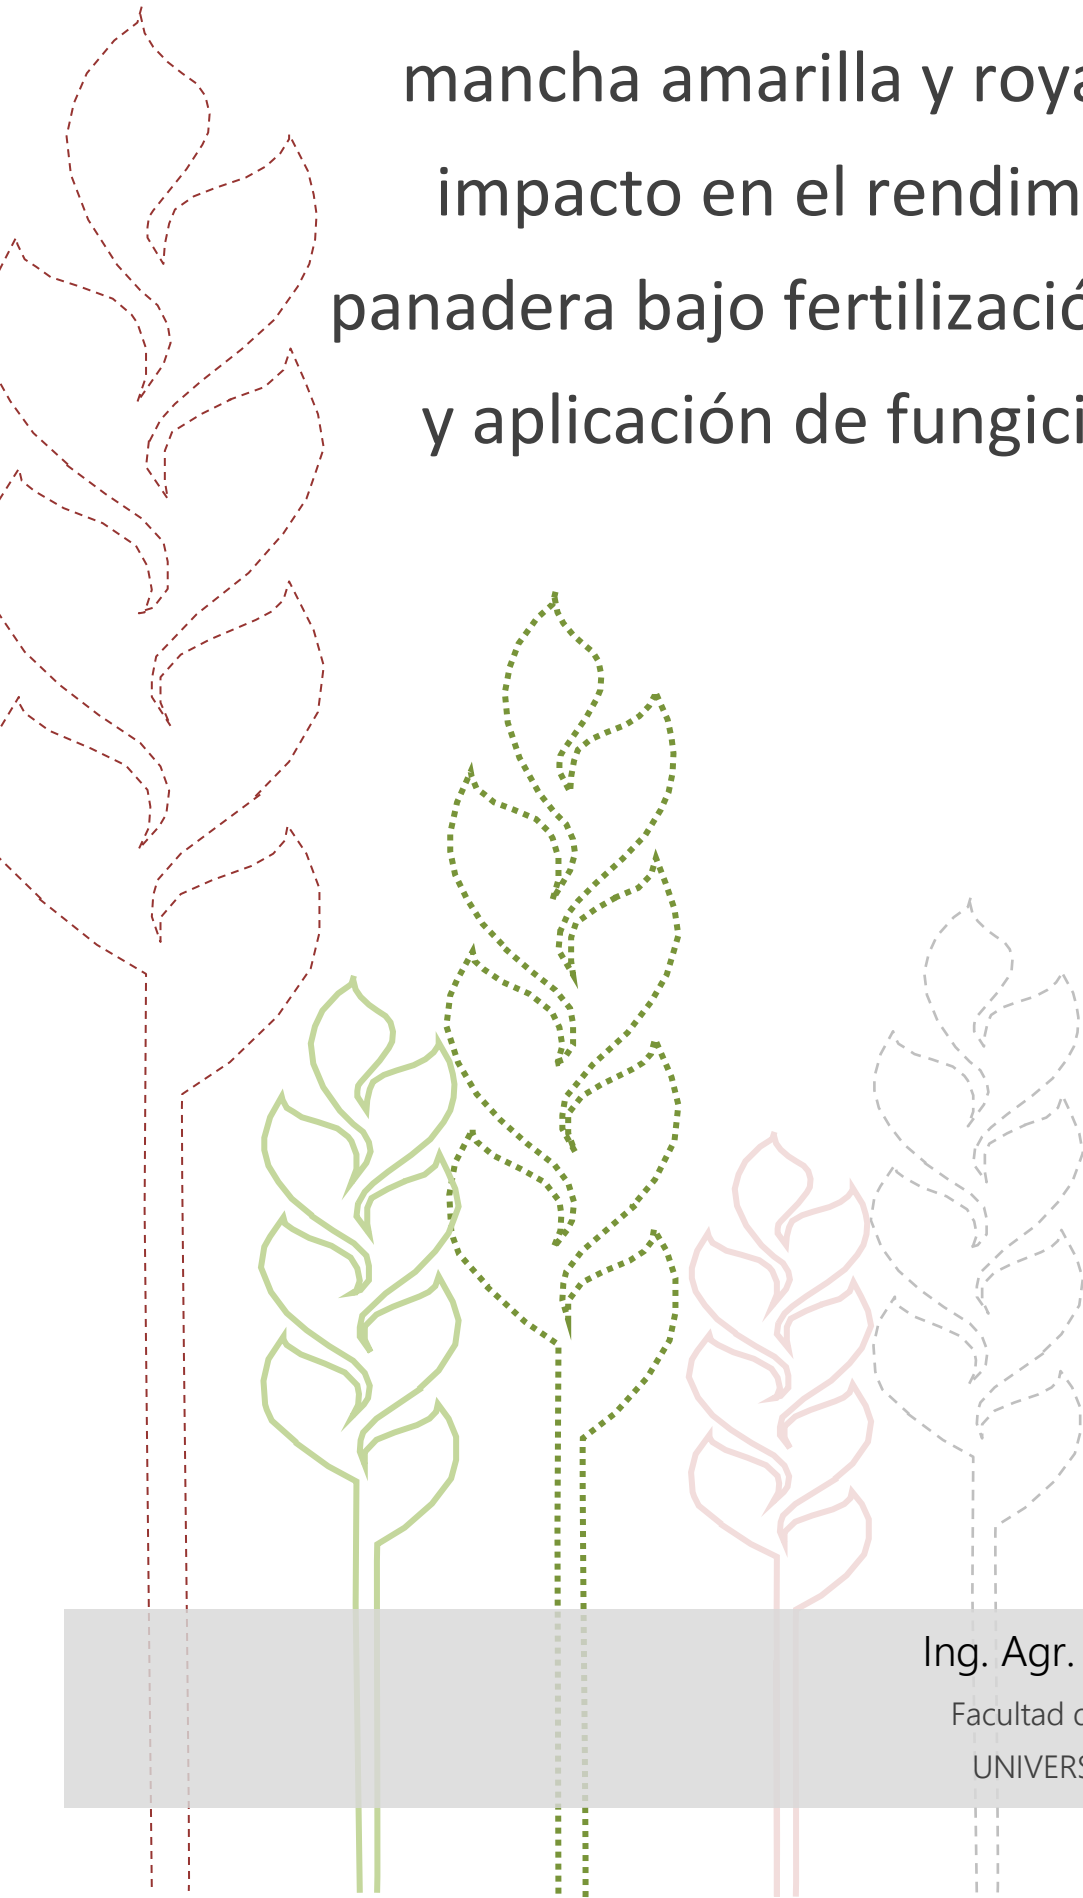 mancha amarilla y roya
impacto en el rendim
panadera bajo fertilizació
y aplicación de fungici
Ing. Agr.
Facultad
UNIVERS